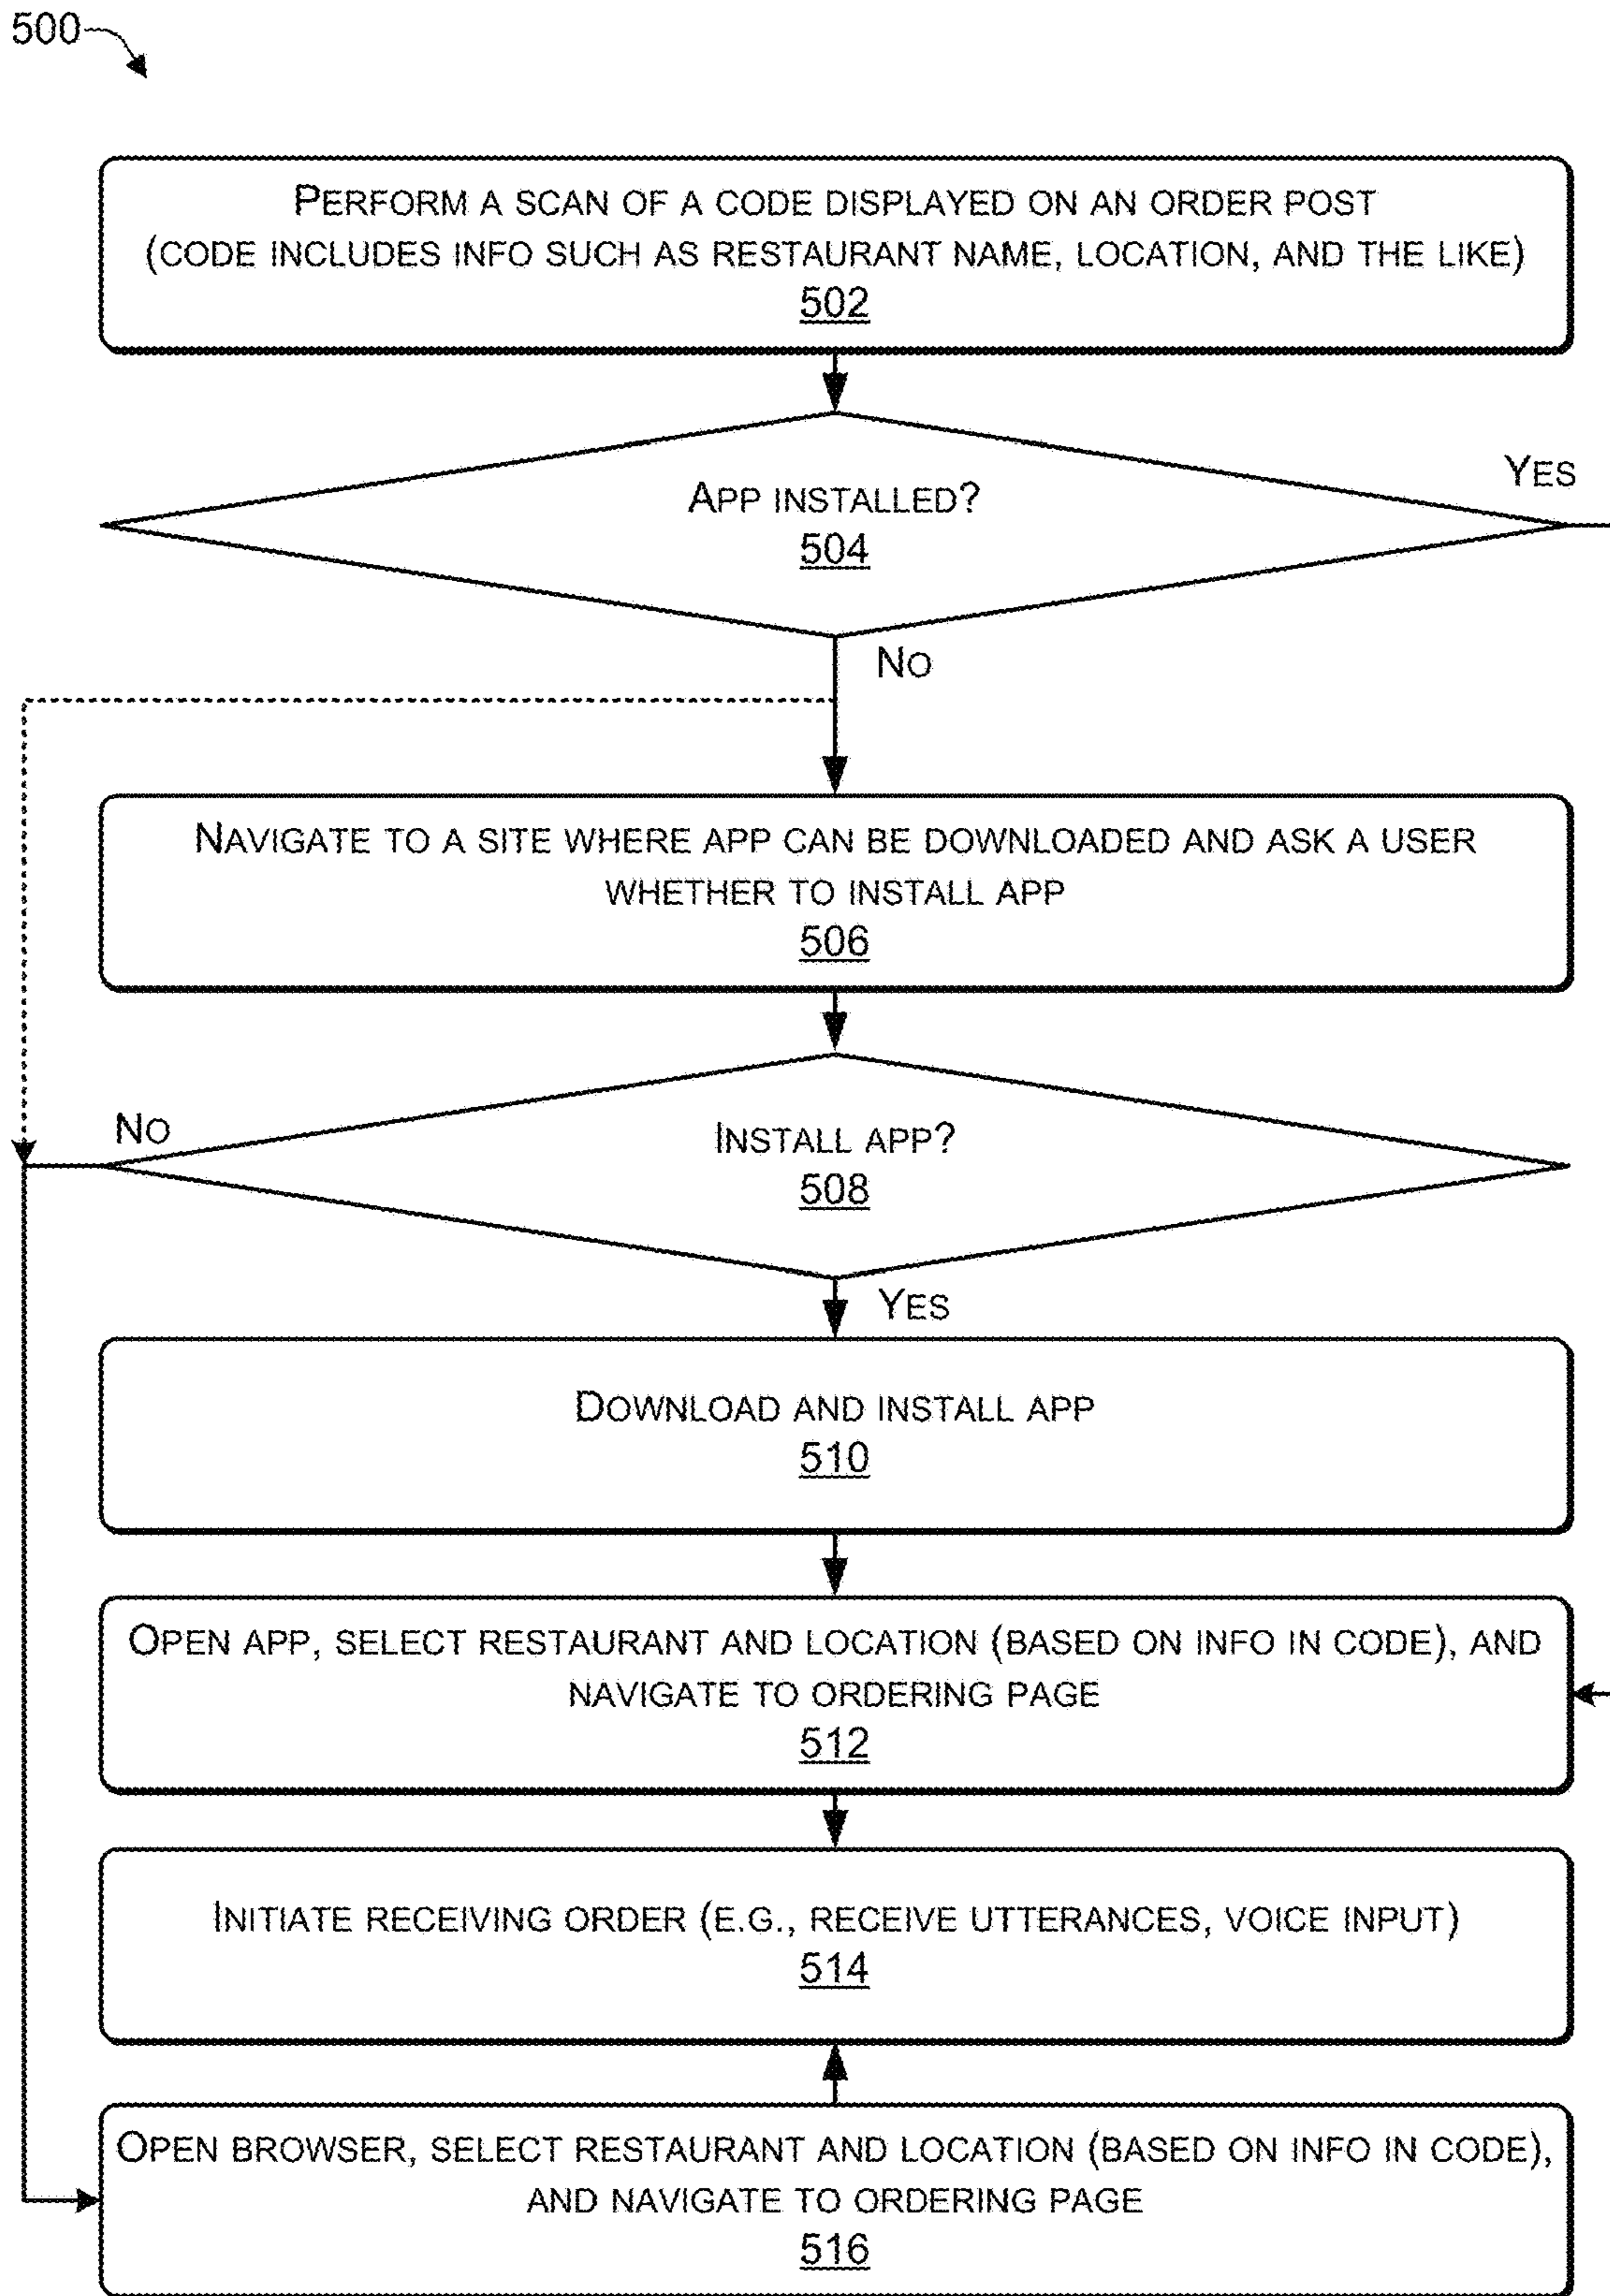 500
PERFORM A SCAN OF A CODE DISPLAYED ON AN ORDER POST
(CODE INCLUDES INFO SUCH AS RESTAURANT NAME, LOCATION, AND THE LIKE)
502
APP INSTALLED?
504
YES
NO
NAVIGATE TO A SITE WHERE APP CAN BE DOWNLOADED AND ASK A USER
WHETHER TO INSTALL APP
506
NO
INSTALL APP?
508
YES
DOWNLOAD AND INSTALL APP
510
OPEN APP, SELECT RESTAURANT AND LOCATION (BASED ON INFO IN CODE), AND
NAVIGATE TO ORDERING PAGE
512
INITIATE RECEIVING ORDER (E.G., RECEIVE UTTERANCES, VOICE INPUT)
514
OPEN BROWSER, SELECT RESTAURANT AND LOCATION (BASED ON INFO IN CODE),
AND NAVIGATE TO ORDERING PAGE
516